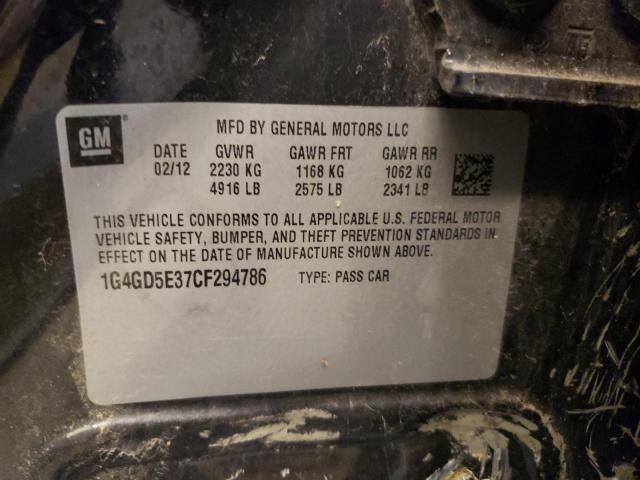 GM®
MFD BY GENERAL MOTORS LLC
DATE GVWR GAWR FRT GAWR RR
02/12 2230 KG 1168 KG 1062 KG
4916 LB 2575 LB 2341 LB
THIS VEHICLE CONFORMS TO ALL APPLICABLE U.S. FEDERAL MOTOR
VEHICLE SAFETY, BUMPER, AND THEFT PREVENTION STANDARDS IN
EFFECT ON THE DATE OF MANUFACTURE SHOWN ABOVE.
1G4GD5E37CF294786 TYPE: PASS CAR